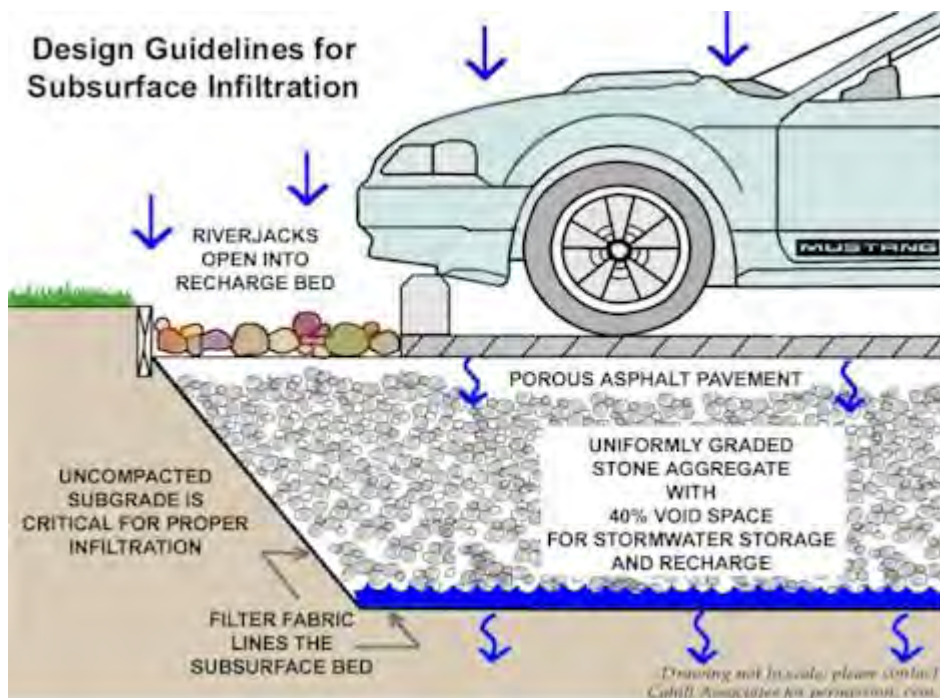 Design Guidelines for
Subsurface Infiltration
RIVERJACKS
OPEN INTO
RECHARGE BED
MUSTANG
POROUS ASPHALT PAVEMENT
UNIFORMLY GRADED
STONE AGGREGATE
WITH
40% VOID SPACE
FOR STORMWATER STORAGE
AND RECHARGE
UNCOMPACTED
SUBGRADE IS
CRITICAL FOR PROPER
INFILTRATION
FILTER FABRIC
LINES THE
SUBSURFACE BED
Drawing not to scale, please contact
Cahill Associates for permission,